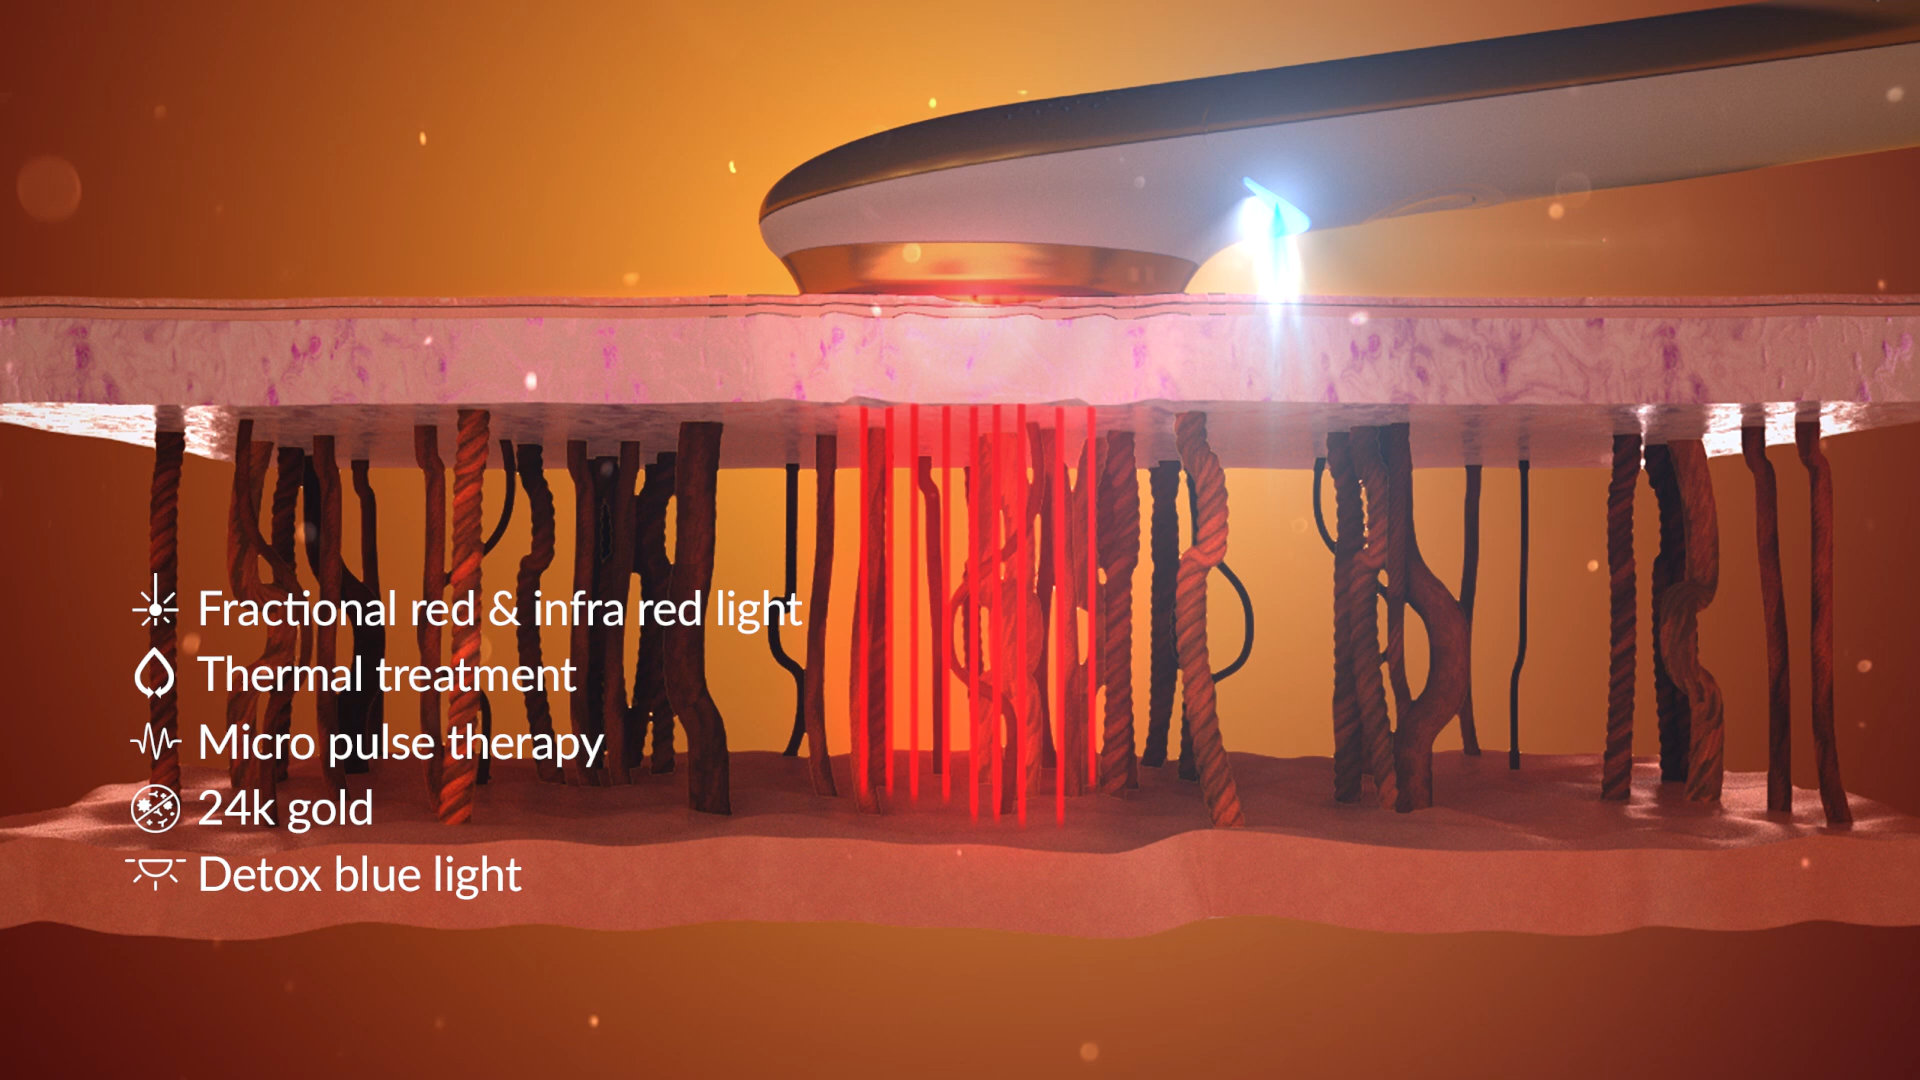 Fractional red & infra red light
Thermal treatment
Micro pulse therapy
24k gold
Detox blue light